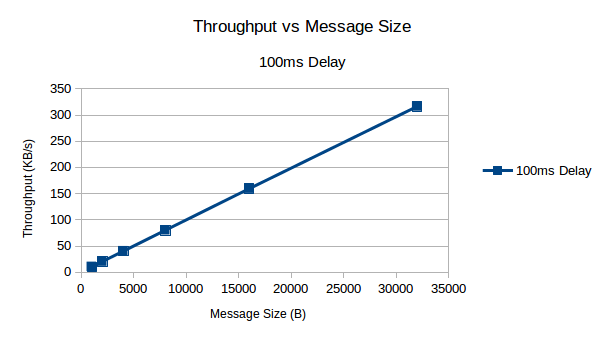 Throughput vs Message Size
100ms Delay
350
300
250
200
150
100
50
0
Throughput (KB/s)
0 5000 10000 15000 20000 25000 30000 35000
Message Size (B)
100ms Delay